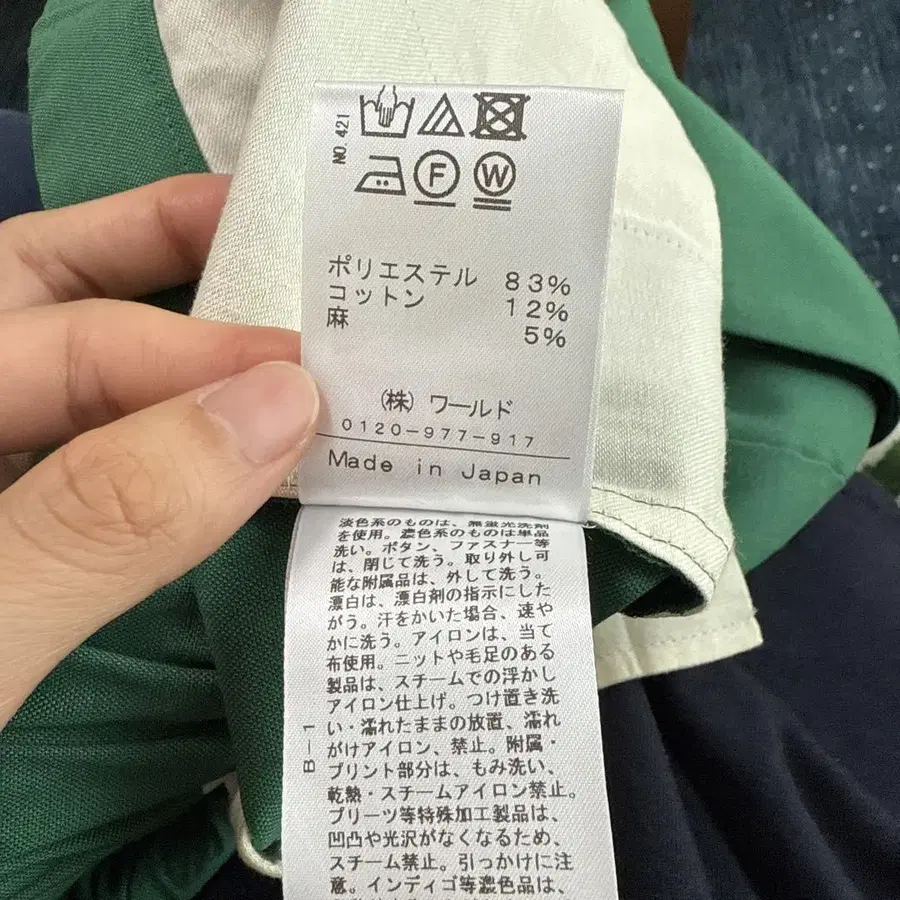 NO.421
F W
ポリエステル 83%
コットン 12%
麻 5%
(株) ワールド
0120-977-917
Made in Japan
淡色系のものは、無蛍光洗剤
を使用。濃色系のものは単品
洗い。ボタン、ファスナー等
は、閉じて洗う。取り外し可
能な附属品は、外して洗う。
漂白は、漂白剤の指示にした
がう。汗をかいた場合、速や
かに洗う。アイロンは、当て
布使用。ニットや毛足のある
製品は、スチームでの浮かし
アイロン仕上げ。つけ置き洗
い・濡れたままの放置、濡れ
がけアイロン、禁止。附属・
プリント部分は、もみ洗い、
乾熱・スチームアイロン禁止。
プリーツ等特殊加工製品は、
凹凸や光沢がなくなるため、
スチーム禁止。引っかけに注
意。インディゴ等濃色品は、
B-1